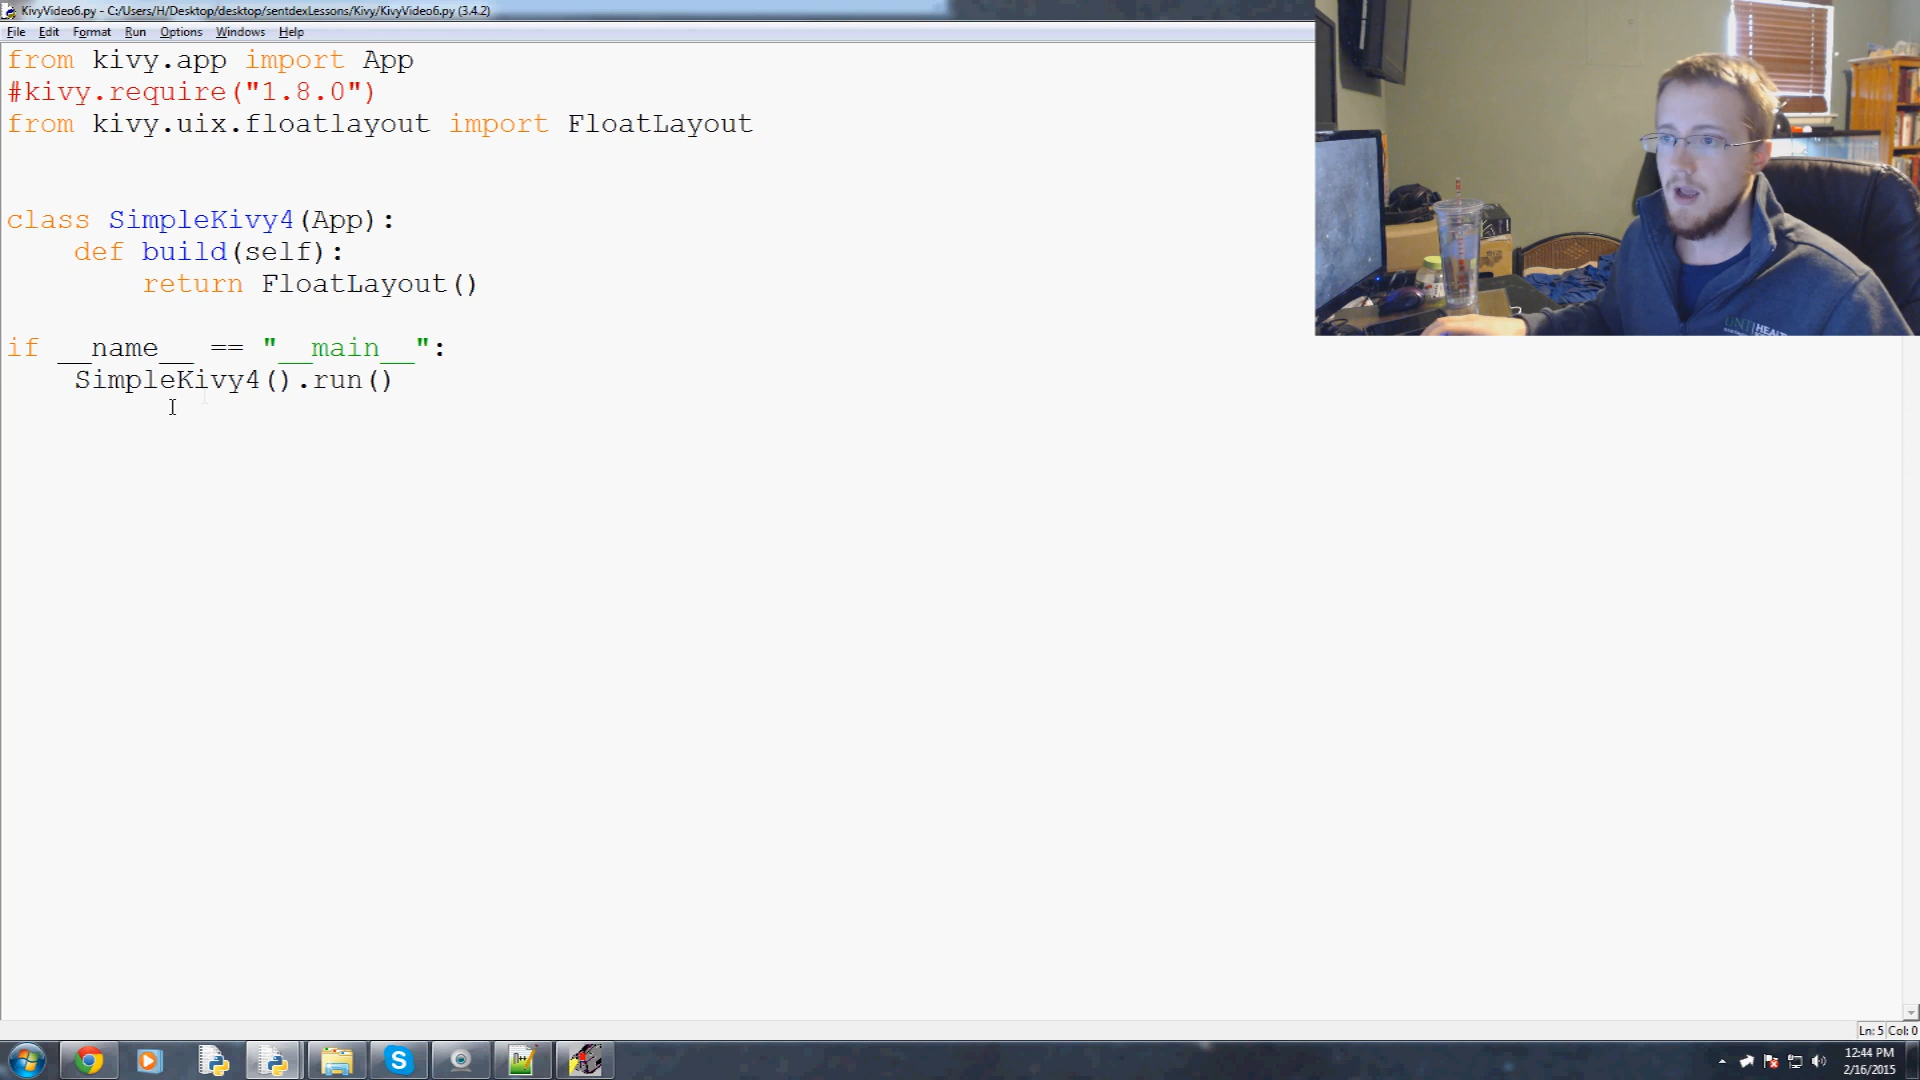 KivyVideo6.py - C:/Users/H/Desktop/desktop/sentdexLessons/Kivy/KivyVideo6.py (3.4.2)
File Edit Format Run Options Windows Help
from kivy.app import App
#kivy.require("1.8.0")
from kivy.uix.floatlayout import FloatLayout
class SimpleKivy4(App):
def build(self):
return FloatLayout()
if __name__ == "__main__":
SimpleKivy4().run()
Ln: 5 Col: 0
12:44 PM
2/16/2015